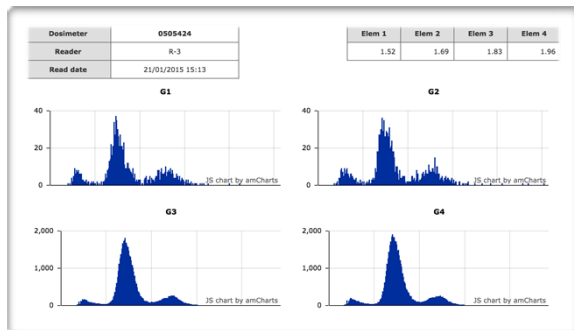 Dosimeter 0505424
Reader R-3
Read date 21/01/2015 15:13
Elem 1 Elem 2 Elem 3 Elem 4
1.52 1.69 1.83 1.96
G1
40
20
0
JS chart by amCharts
G2
40
20
0
JS chart by amCharts
G3
2,000
1,000
0
JS chart by amCharts
G4
2,000
1,000
0
JS chart by amCharts